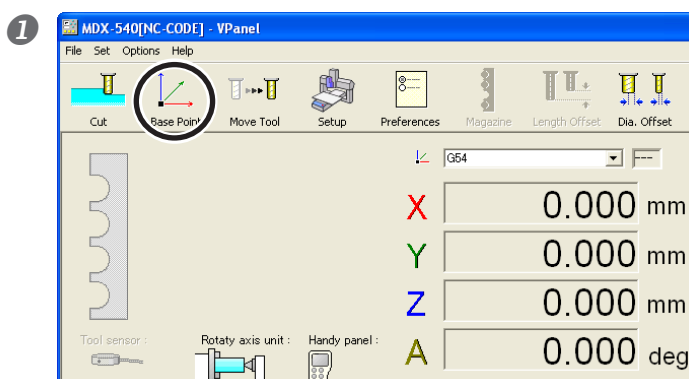 1
MDX-540[NC-CODE] - VPanel
File Set Options Help
Cut Base Point Move Tool Setup Preferences Magazine Length Offset Dia. Offset
G54 ---
X 0.000 mm
Y 0.000 mm
Z 0.000 mm
Tool sensor : Rotaty axis unit : Handy panel :
A 0.000 deg